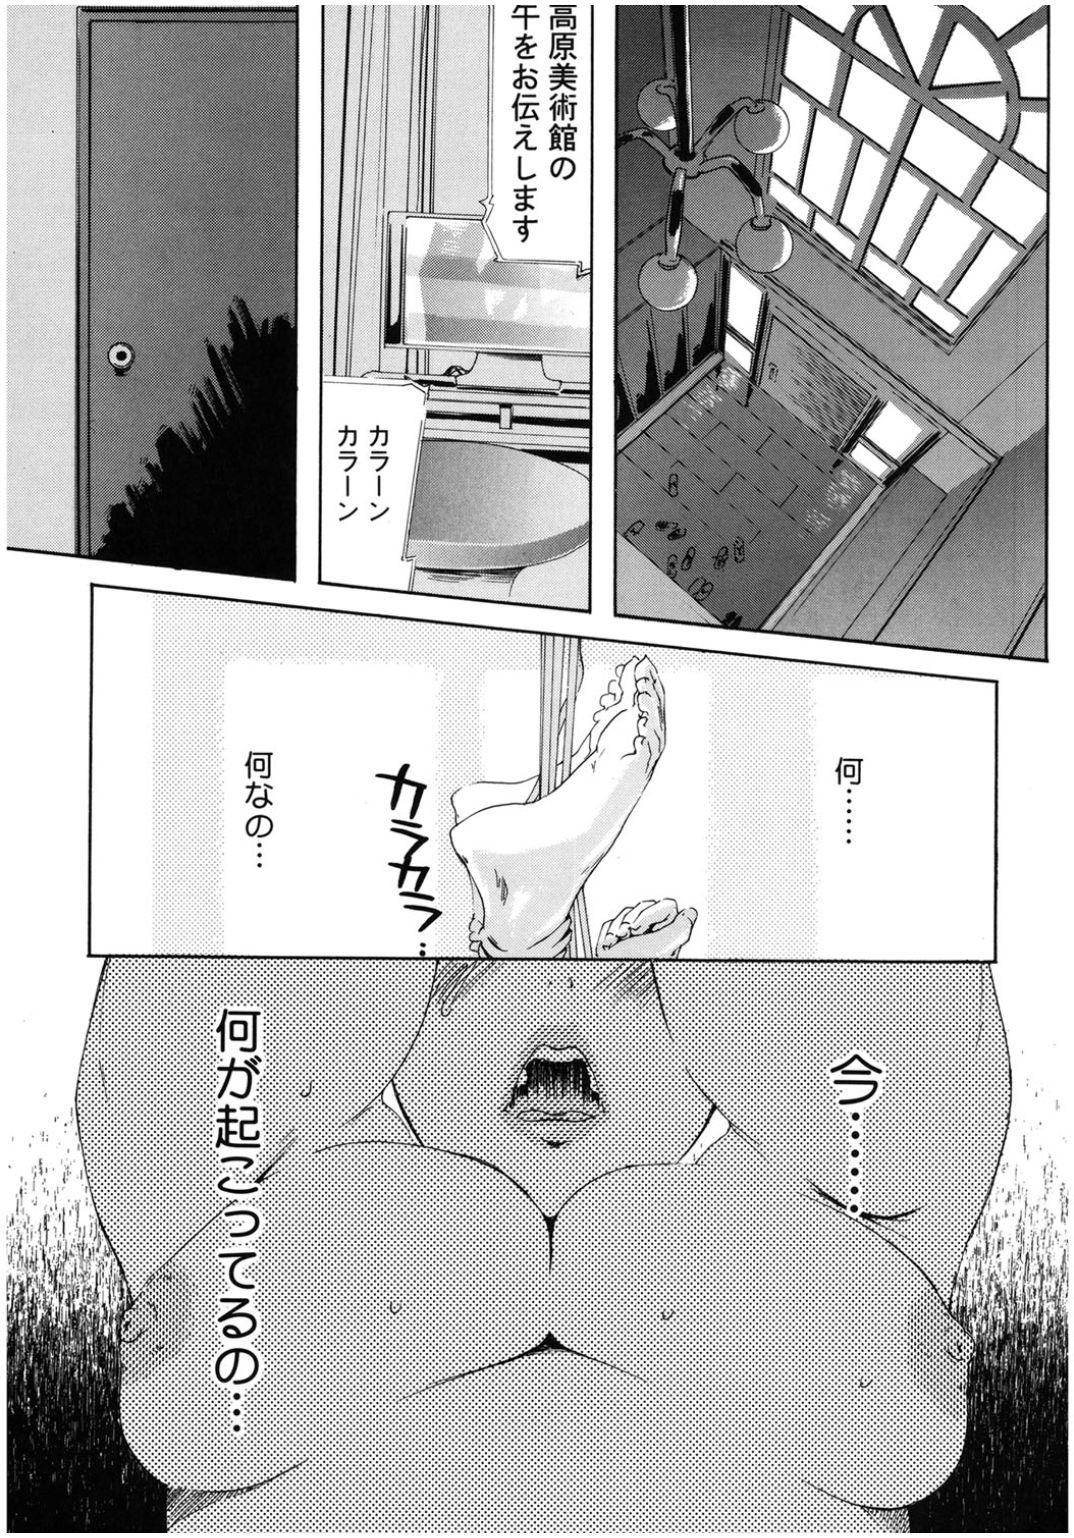 高原美術館の
午をお伝えします
カラーン
カラーン
何……
カラカラ…
何なの…
今………
何が起こってるの…